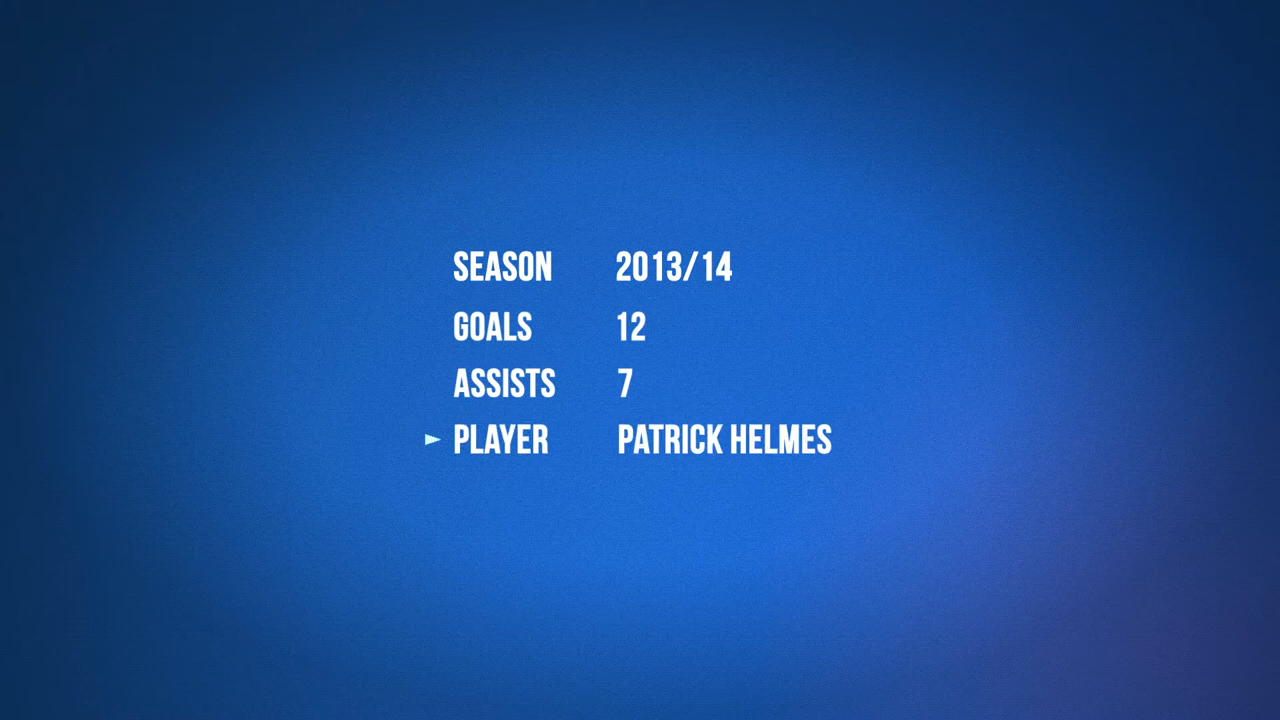 SEASON 2013/14
GOALS 12
ASSISTS 7
PLAYER PATRICK HELMES